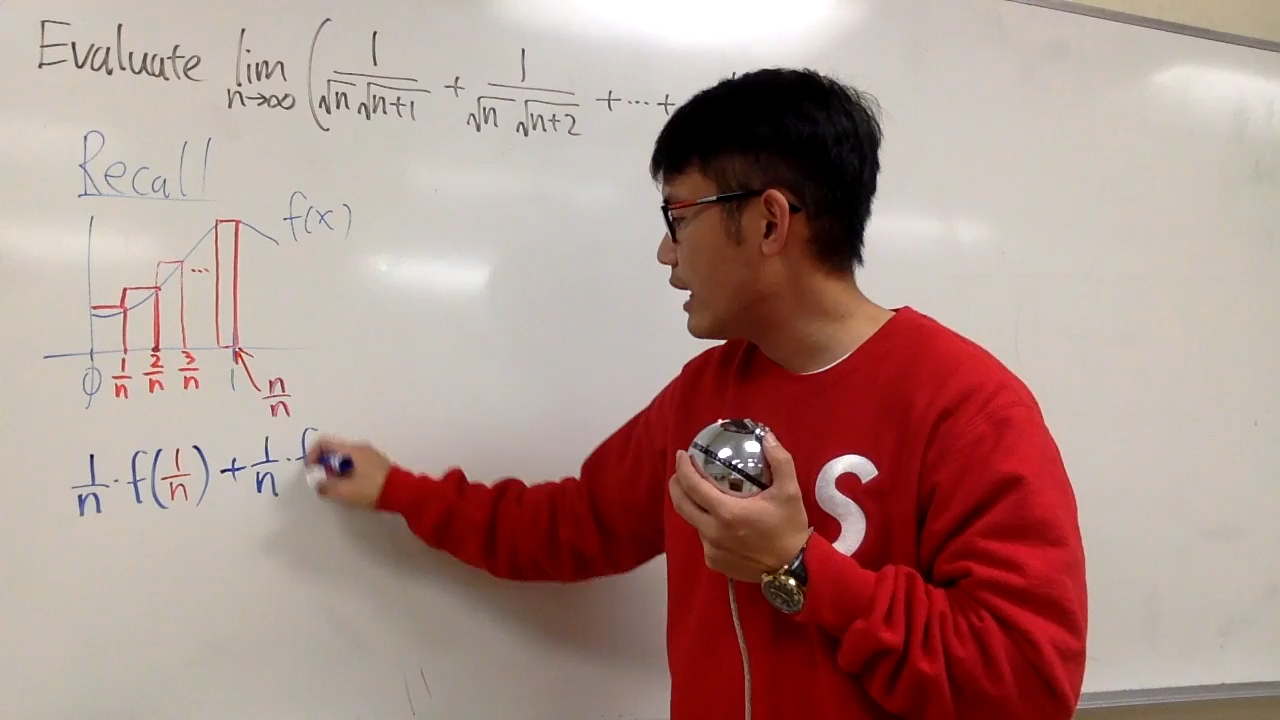 Evaluate lim n→∞ ( 1/(√n √(n+1)) + 1/(√n √(n+2)) + ... +
Recall
f(x)
...
0 1/n 2/n 3/n 1 n/n
1/n · f(1/n) + 1/n · f
S